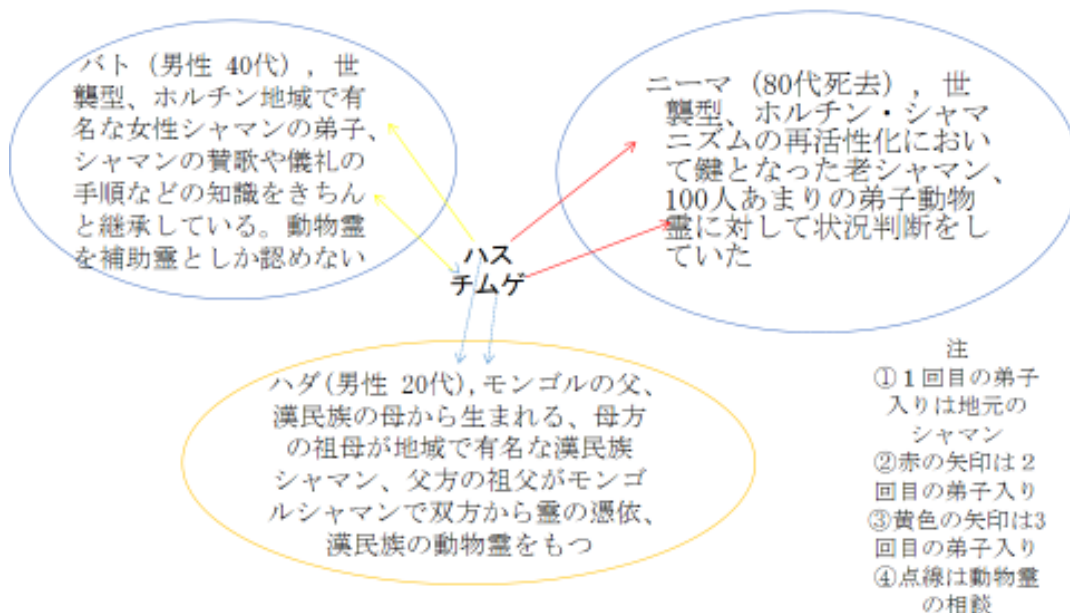 バト（男性 40代）, 世
襲型、ホルチン地域で有
名な女性シャマンの弟子、
シャマンの賛歌や儀礼の
手順などの知識をきちん
と継承している。動物霊
を補助霊としか認めない
ニーマ（80代死去）, 世
襲型、ホルチン・シャマ
ニズムの再活性化におい
て鍵となった老シャマン、
100人あまりの弟子動物
霊に対して状況判断をし
ていた
ハス
チムゲ
ハダ(男性 20代), モンゴルの父、
漢民族の母から生まれる、母方
の祖母が地域で有名な漢民族
シャマン、父方の祖父がモンゴ
ルシャマンで双方から霊の憑依、
漢民族の動物霊をもつ
注
①１回目の弟子
入りは地元の
シャマン
②赤の矢印は２
回目の弟子入り
③黄色の矢印は3
回目の弟子入り
④点線は動物霊
の相談